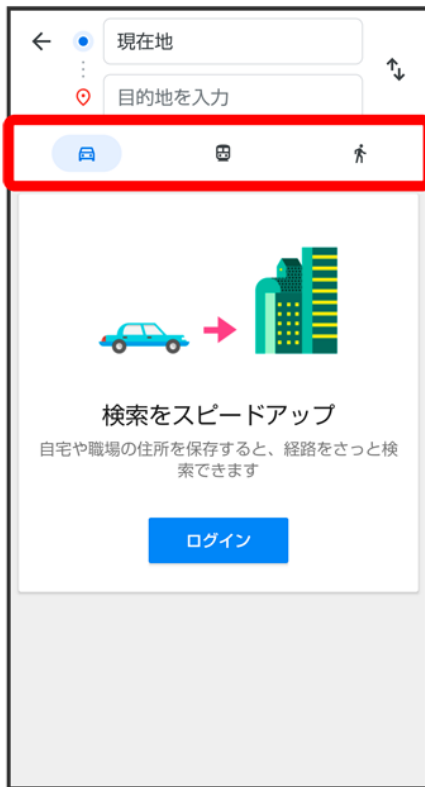 現在地
目的地を入力
検索をスピードアップ
自宅や職場の住所を保存すると、経路をさっと検
索できます
ログイン